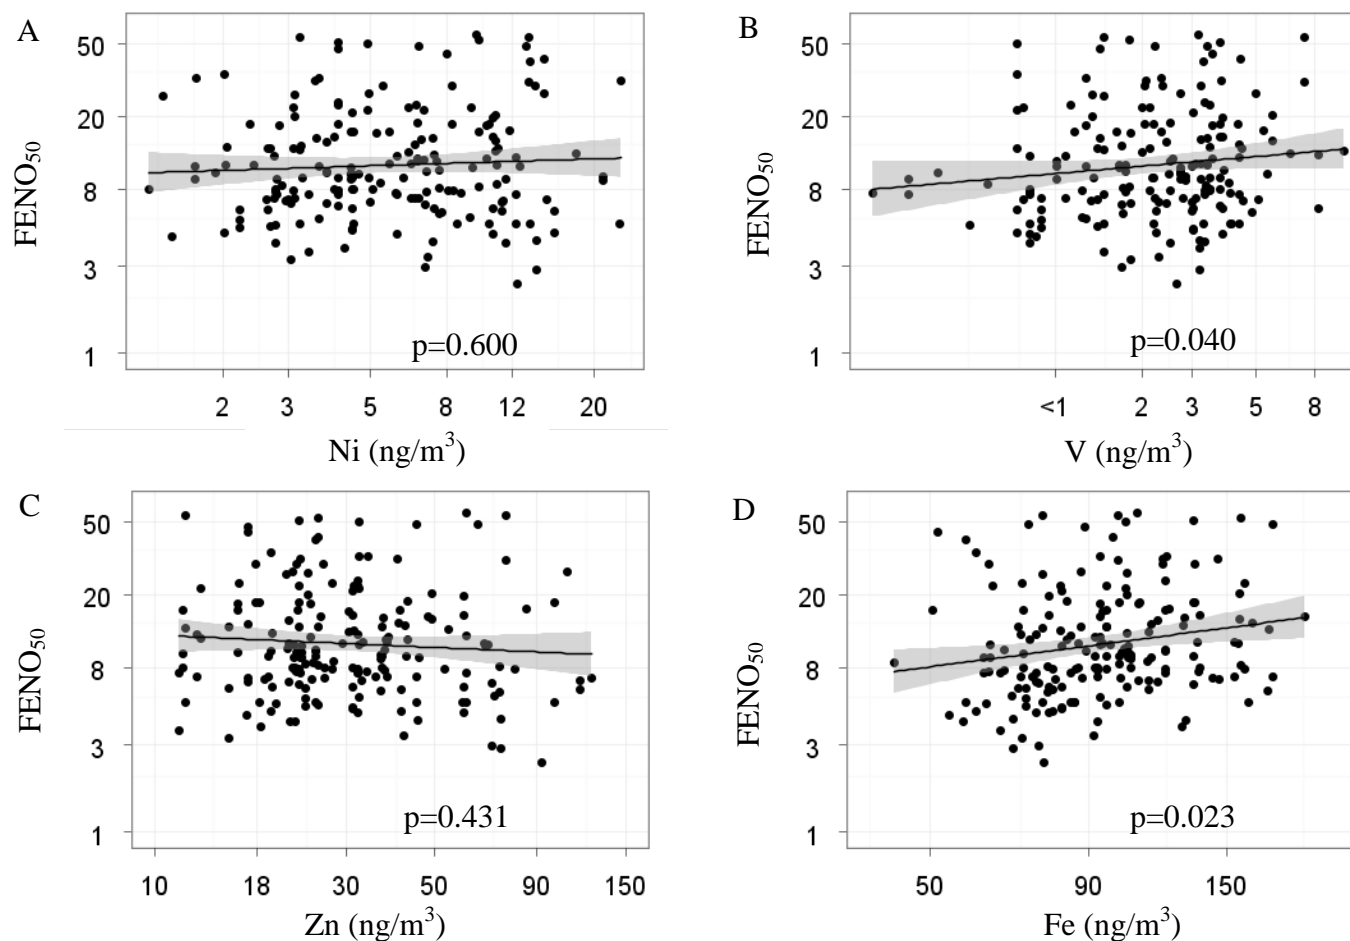 A
50
20
8
3
1
FENO50
p=0.600
2 3 5 8 12 20
Ni (ng/m3)
B
50
20
8
3
1
FENO50
p=0.040
<1 2 3 5 8
V (ng/m3)
C
50
20
8
3
1
FENO50
p=0.431
10 18 30 50 90 150
Zn (ng/m3)
D
50
20
8
3
1
FENO50
p=0.023
50 90 150
Fe (ng/m3)